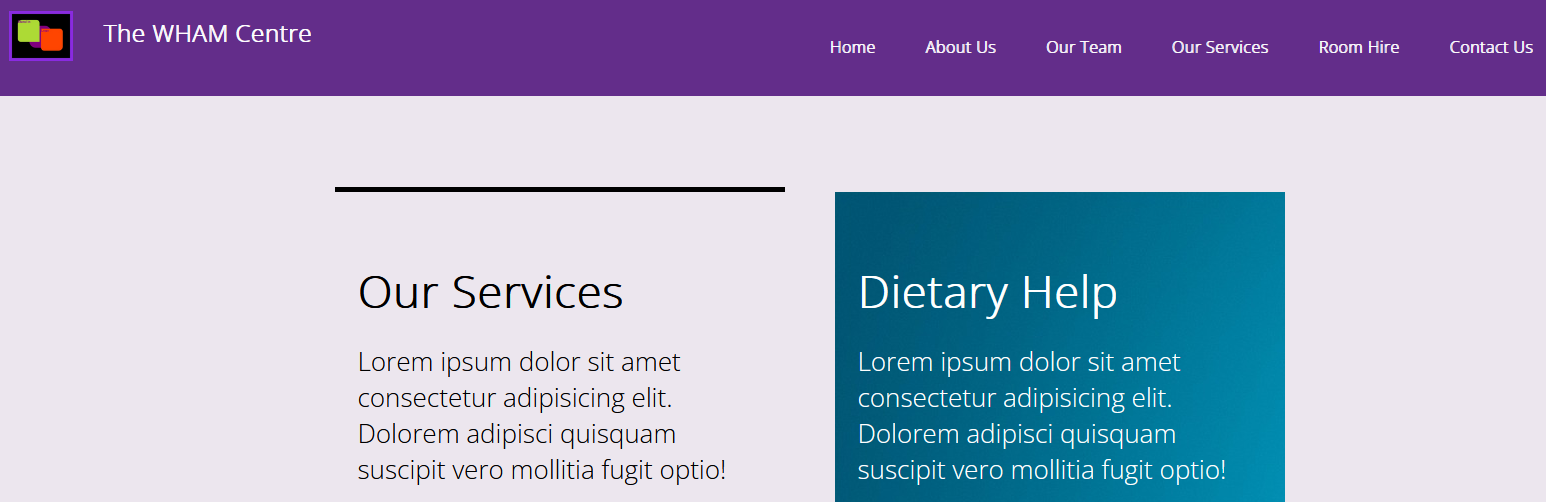 The WHAM Centre
Home About Us Our Team Our Services Room Hire Contact Us
Our Services
Lorem ipsum dolor sit amet
consectetur adipisicing elit.
Dolorem adipisci quisquam
suscipit vero mollitia fugit optio!
Dietary Help
Lorem ipsum dolor sit amet
consectetur adipisicing elit.
Dolorem adipisci quisquam
suscipit vero mollitia fugit optio!